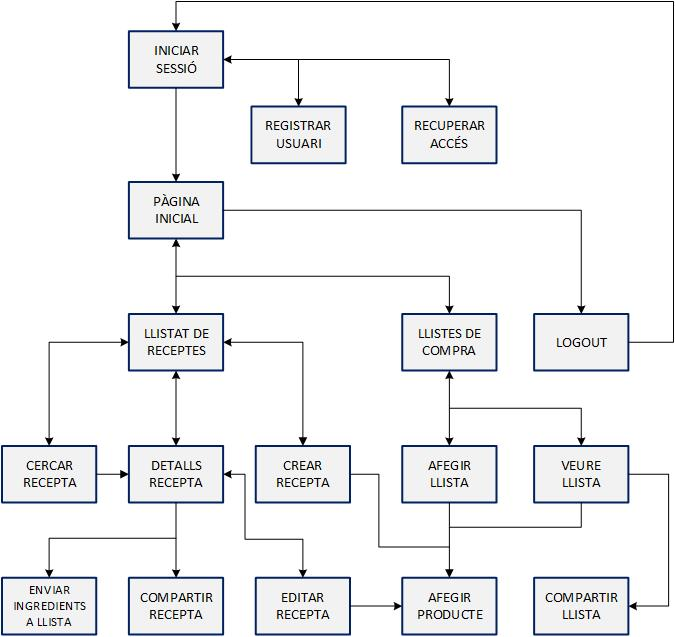 INICIAR
SESSIÓ
REGISTRAR
USUARI
RECUPERAR
ACCÉS
PÀGINA
INICIAL
LLISTAT DE
RECEPTES
LLISTES DE
COMPRA
LOGOUT
CERCAR
RECEPTA
DETALLS
RECEPTA
CREAR
RECEPTA
AFEGIR
LLISTA
VEURE
LLISTA
ENVIAR
INGREDIENTS
A LLISTA
COMPARTIR
RECEPTA
EDITAR
RECEPTA
AFEGIR
PRODUCTE
COMPARTIR
LLISTA